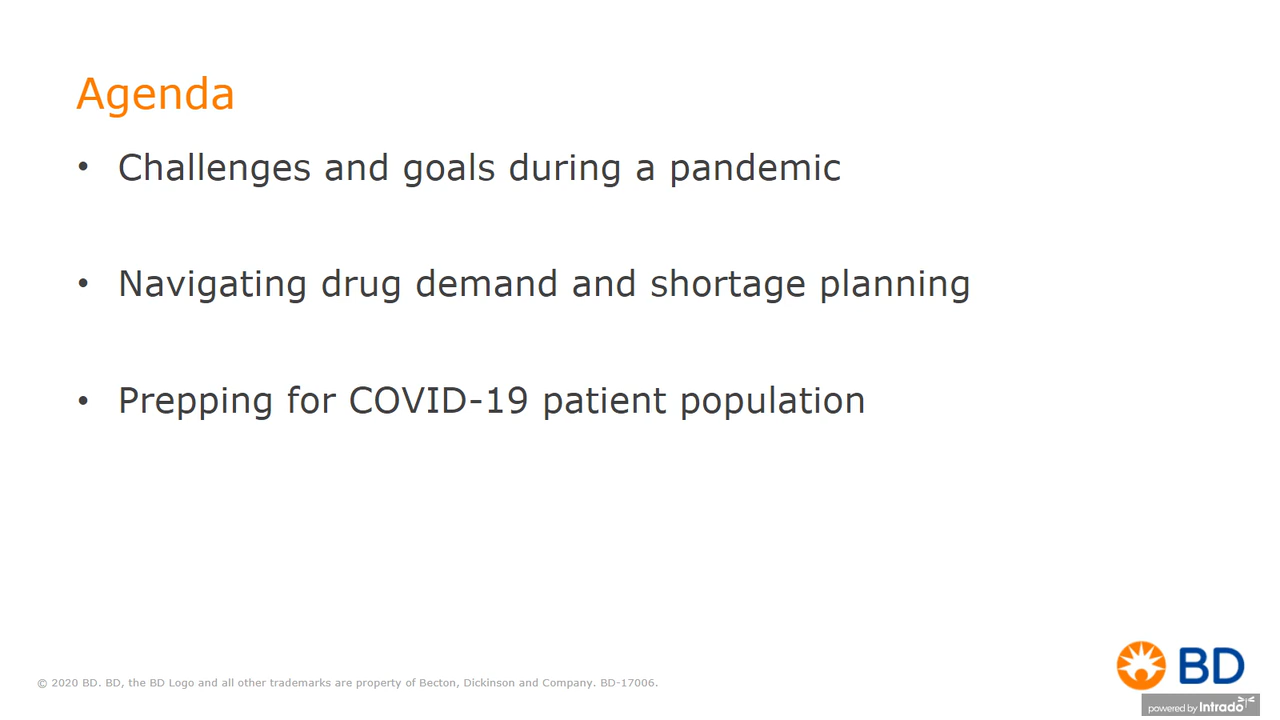 Agenda
• Challenges and goals during a pandemic
• Navigating drug demand and shortage planning
• Prepping for COVID-19 patient population
© 2020 BD. BD, the BD Logo and all other trademarks are property of Becton, Dickinson and Company. BD-17006.
BD
powered by Intrado